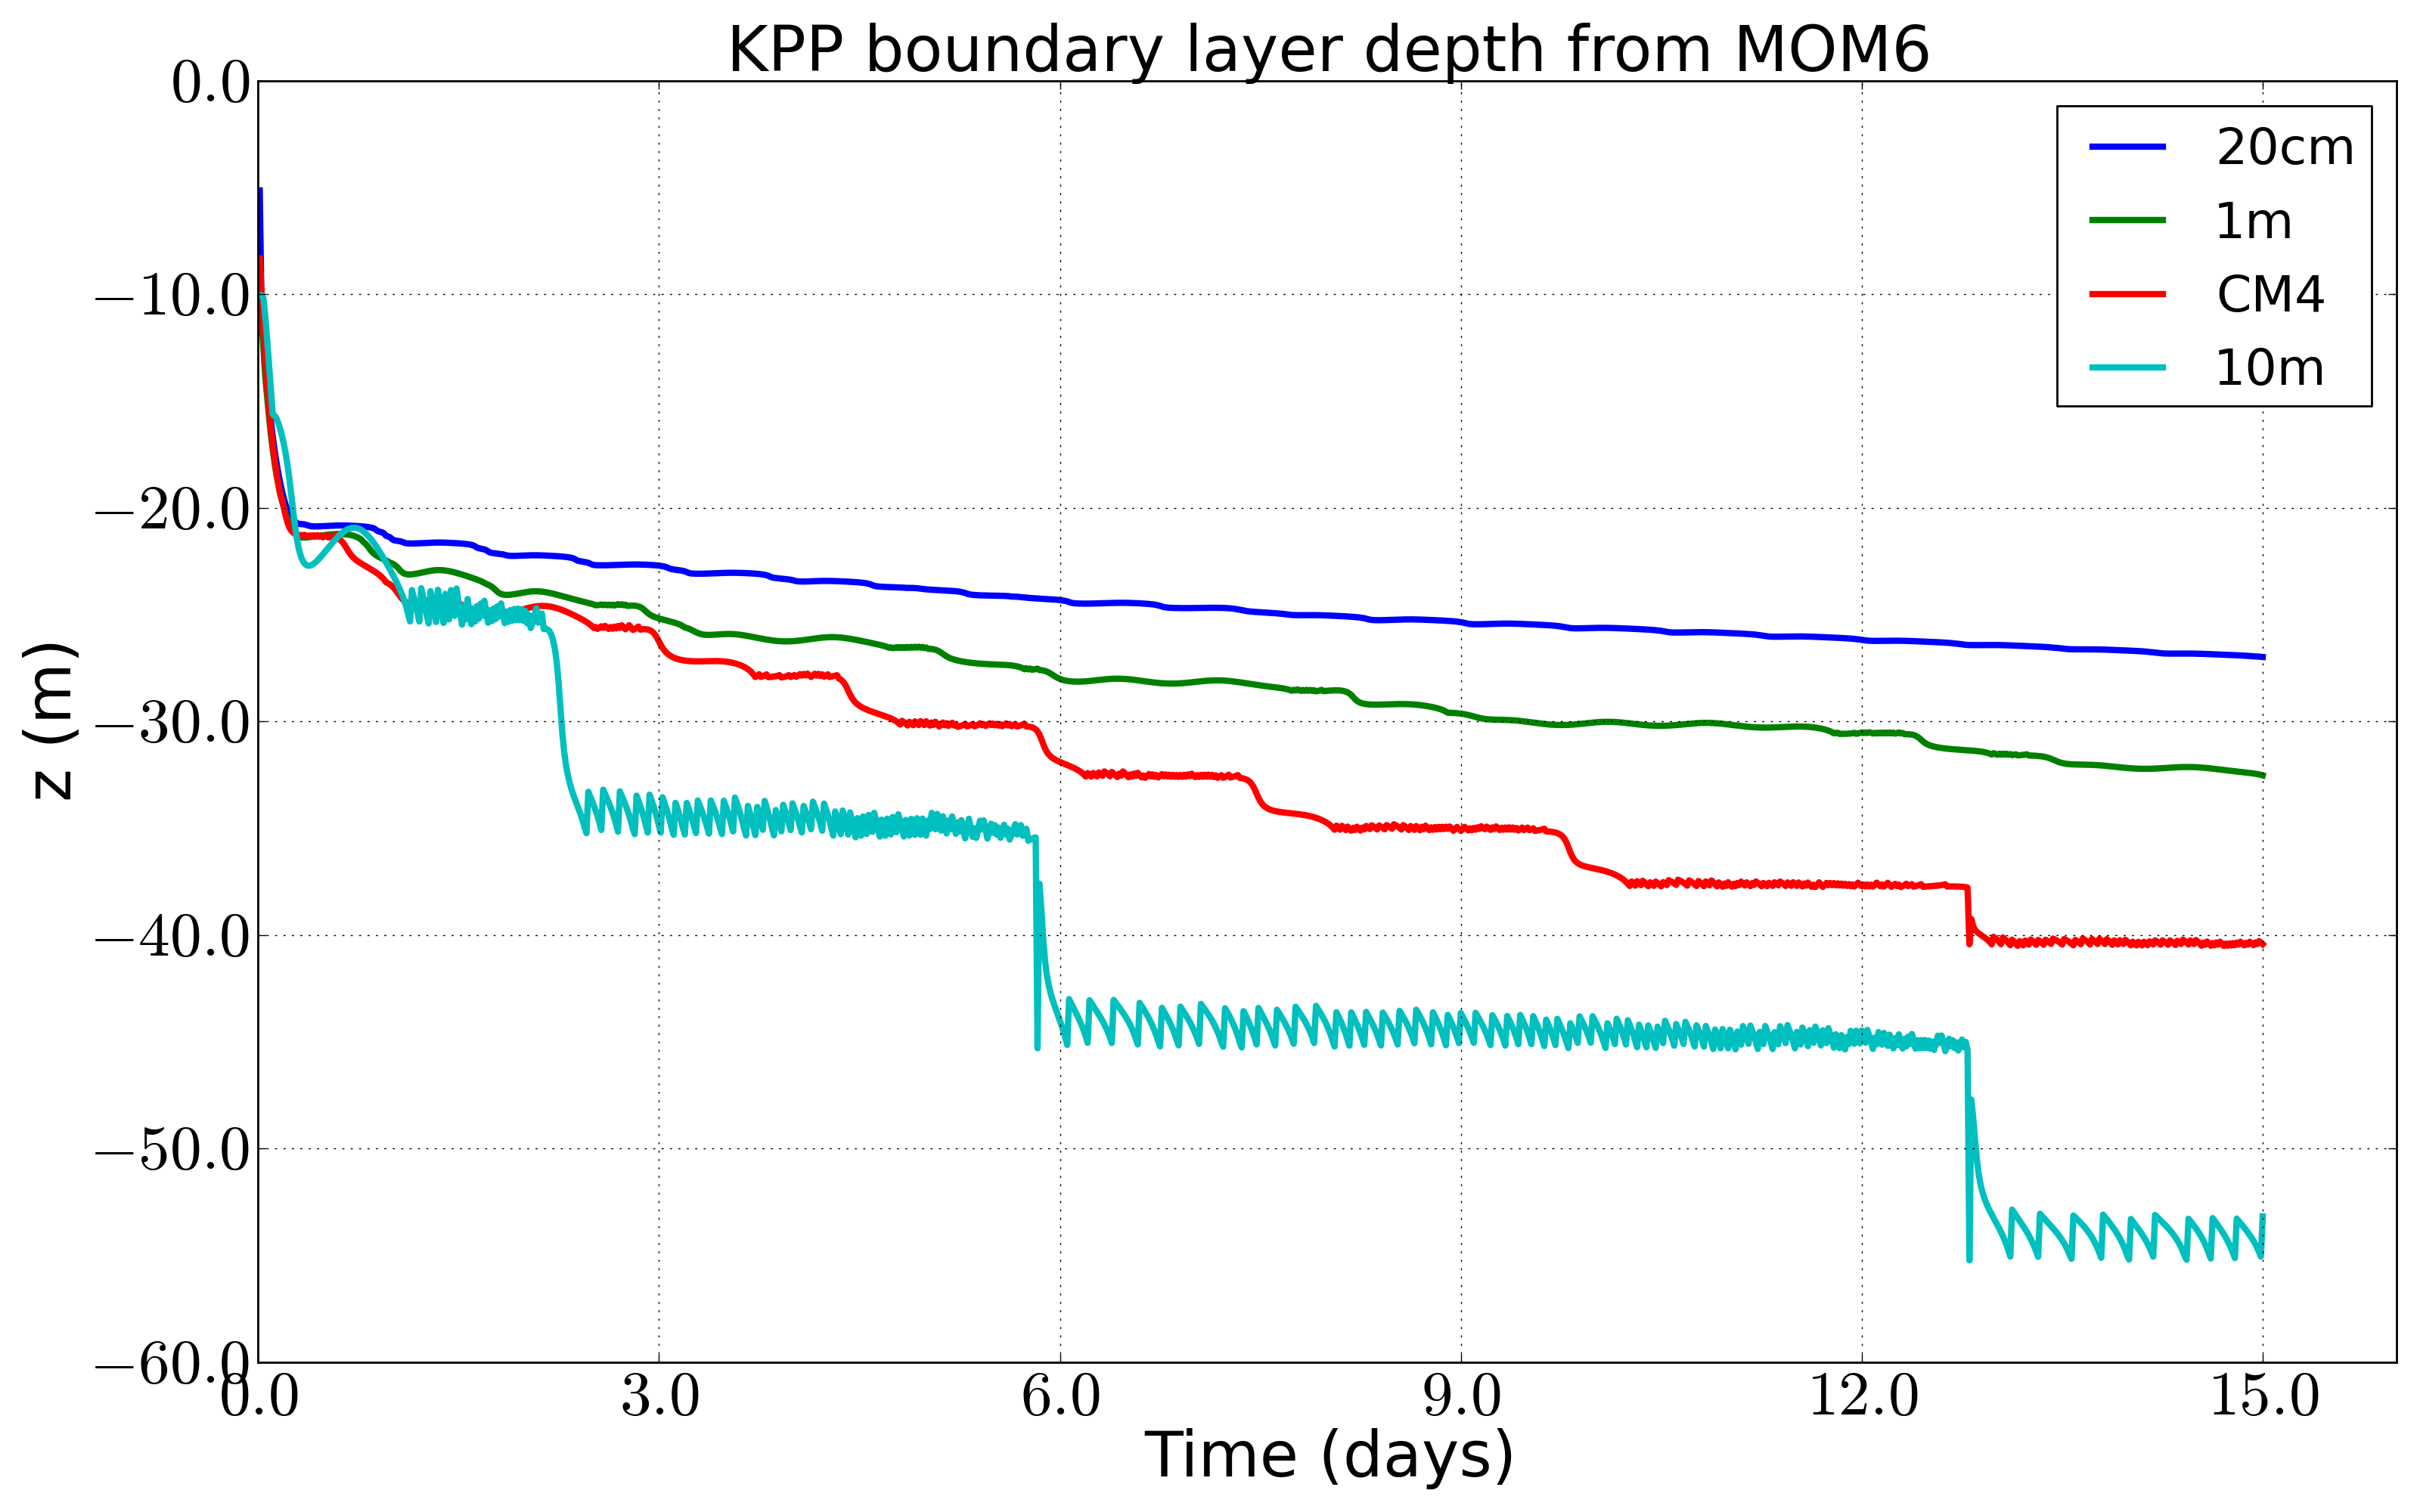 KPP boundary layer depth from MOM6
0.0
−10.0
−20.0
−30.0
−40.0
−50.0
−60.0
z (m)
20cm
1m
CM4
10m
0.0 3.0 6.0 9.0 12.0 15.0
Time (days)